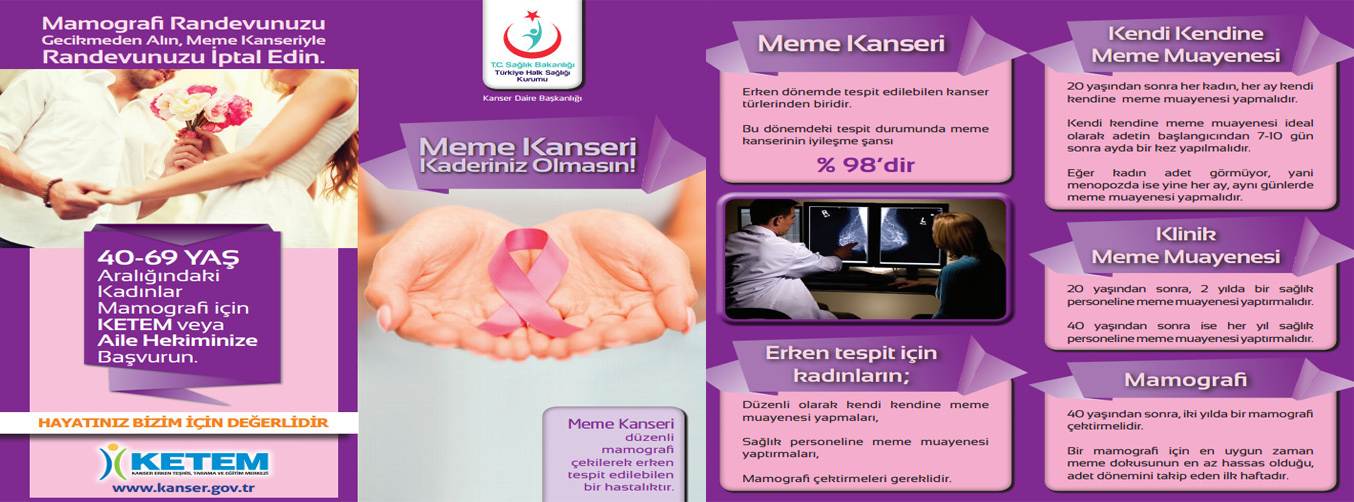 Mamografi Randevunuzu
Gecikmeden Alın, Meme Kanseriyle
Randevunuzu İptal Edin.
40-69 YAŞ
Aralığındaki
Kadınlar
Mamografi için
KETEM veya
Aile Hekiminize
Başvurun.
HAYATINIZ BİZİM İÇİN DEĞERLİDİR
KETEM
KANSER ERKEN TEŞHİS, TARAMA VE EĞİTİM MERKEZİ
www.kanser.gov.tr
T.C. Sağlık Bakanlığı
Türkiye Halk Sağlığı
Kurumu
Kanser Daire Başkanlığı
Meme Kanseri
Kaderiniz Olmasın!
Meme Kanseri
düzenli
mamografi
çekilerek erken
tespit edilebilen
bir hastalıktır.
Meme Kanseri
Erken dönemde tespit edilebilen kanser
türlerinden biridir.
Bu dönemdeki tespit durumunda meme
kanserinin iyileşme şansı
% 98’dir
R
L
Erken tespit için
kadınların;
Düzenli olarak kendi kendine meme
muayenesi yapmaları,
Sağlık personeline meme muayenesi
yaptırmaları,
Mamografi çektirmeleri gereklidir.
Kendi Kendine
Meme Muayenesi
20 yaşından sonra her kadın, her ay kendi
kendine meme muayenesi yapmalıdır.
Kendi kendine meme muayenesi ideal
olarak adetin başlangıcından 7-10 gün
sonra ayda bir kez yapılmalıdır.
Eğer kadın adet görmüyor, yani
menopozda ise yine her ay, aynı günlerde
meme muayenesi yapmalıdır.
Klinik
Meme Muayenesi
20 yaşından sonra, 2 yılda bir sağlık
personeline meme muayenesi yaptırmalıdır.
40 yaşından sonra ise her yıl sağlık
personeline meme muayenesi yaptırmalıdır.
Mamografi
40 yaşından sonra, iki yılda bir mamografi
çektirmelidir.
Bir mamografi için en uygun zaman
meme dokusunun en az hassas olduğu,
adet dönemini takip eden ilk haftadır.